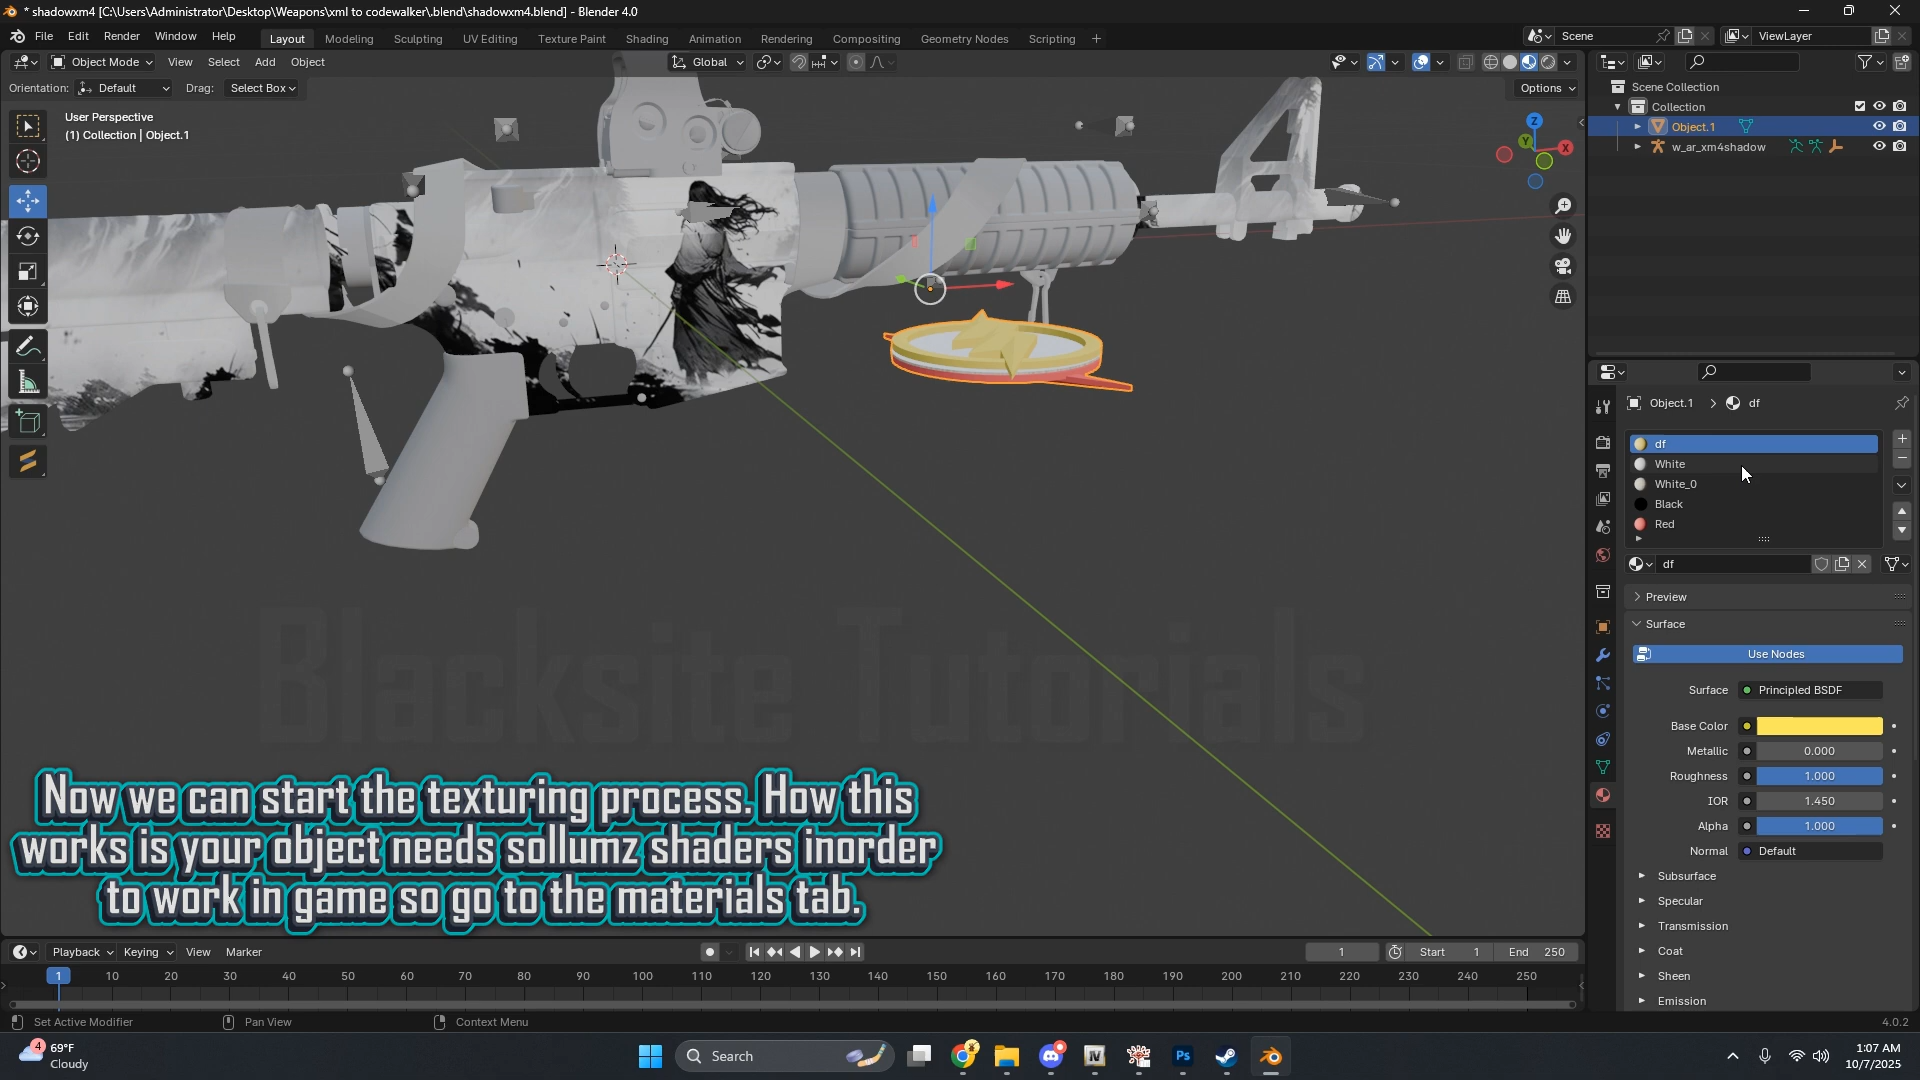 * shadowxm4 [C:\Users\Administrator\Desktop\Weapons\xml to codewalker\.blend\shadowxm4.blend] - Blender 4.0
File Edit Render Window Help
Layout Modeling Sculpting UV Editing Texture Paint Shading Animation Rendering Compositing Geometry Nodes Scripting +
Scene
ViewLayer
Object Mode View Select Add Object
Global
Orientation: Default Drag: Select Box
Options
User Perspective
(1) Collection | Object.1
Z
Y
X
Scene Collection
Collection
Object.1
w_ar_xm4shadow
Object.1 > df
df
White
White_0
Black
Red
df
Preview
Surface
Use Nodes
Surface Principled BSDF
Base Color
Metallic 0.000
Roughness 1.000
IOR 1.450
Alpha 1.000
Normal Default
Subsurface
Specular
Transmission
Coat
Sheen
Emission
Blacksite Tutorials
Now we can start the texturing process. How this
works is your object needs sollumz shaders inorder
to work in game so go to the materials tab.
Playback Keying View Marker
1 Start 1 End 250
1 10 20 30 40 50 60 70 80 90 100 110 120 130 140 150 160 170 180 190 200 210 220 230 240 250
Set Active Modifier Pan View Context Menu
4.0.2
4
69°F
Cloudy
Search
IV
Ps
1:07 AM
10/7/2025